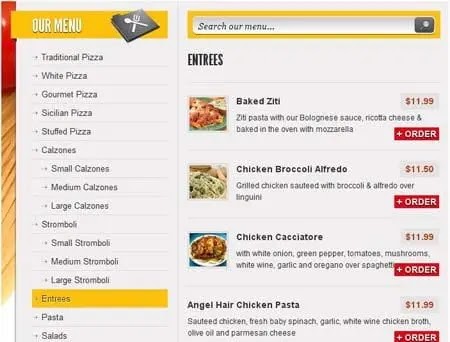 OUR MENU
Traditional Pizza
White Pizza
Gourmet Pizza
Sicilian Pizza
Stuffed Pizza
Calzones
Small Calzones
Medium Calzones
Large Calzones
Stromboli
Small Stromboli
Medium Stromboli
Large Stromboli
Entrees
Pasta
Salads
Search our menu...
ENTREES
Baked Ziti $11.99
Ziti pasta with our Bolognese sauce, ricotta cheese &
baked in the oven with mozzarella
+ ORDER
Chicken Broccoli Alfredo $11.50
Grilled chicken sauteed with broccoli & alfredo over
linguini
+ ORDER
Chicken Cacciatore $11.99
with white onion, green pepper, tomatoes, mushrooms,
white wine, garlic and oregano over spaghetti
+ ORDER
Angel Hair Chicken Pasta $11.99
Sauteed chicken, fresh baby spinach, garlic, white wine chicken broth,
olive oil and parmesan cheese
+ ORDER